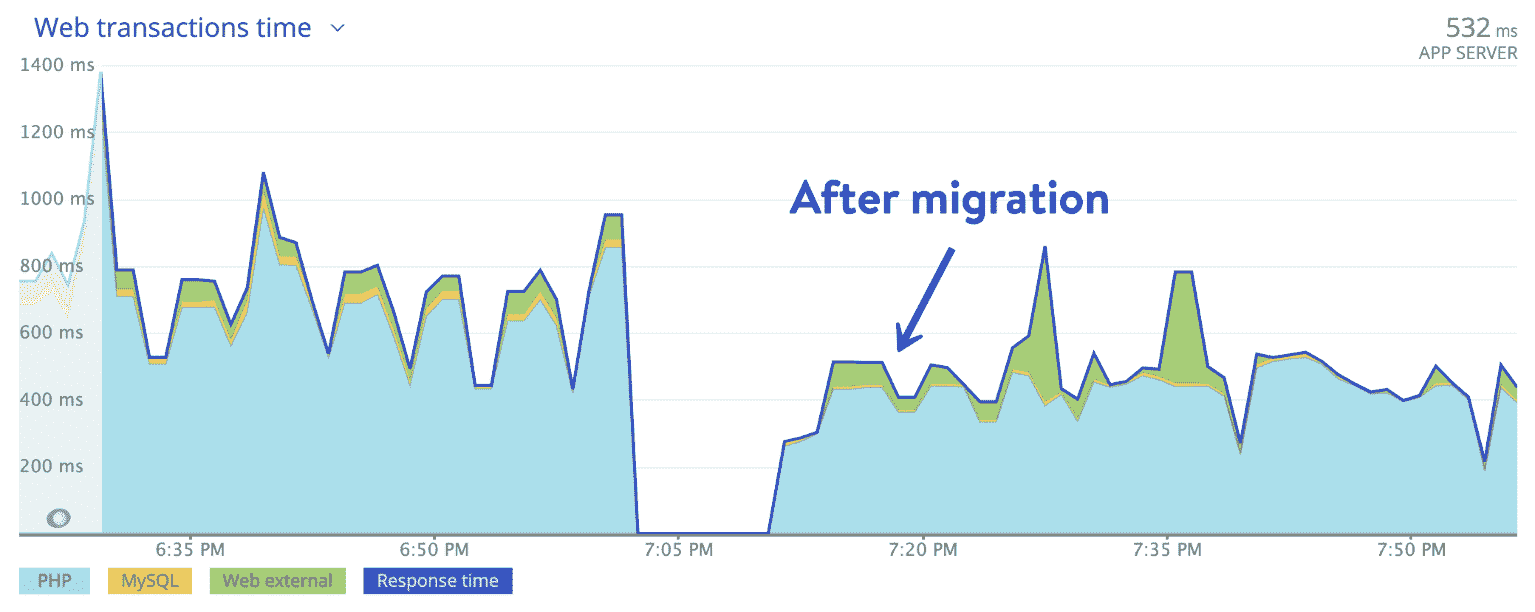 Web transactions time
532 ms
APP SERVER
1400 ms
1200 ms
1000 ms
800 ms
600 ms
400 ms
200 ms
After migration
6:35 PM 6:50 PM 7:05 PM 7:20 PM 7:35 PM 7:50 PM
PHP MySQL Web external Response time